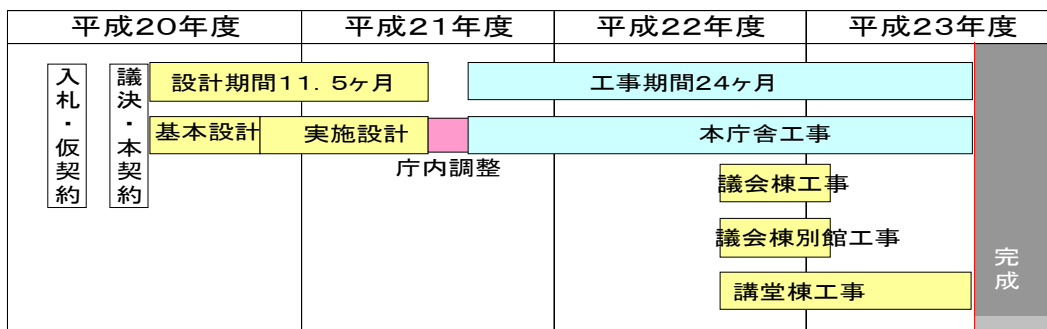 平成20年度
平成21年度
平成22年度
平成23年度
入札・仮契約
議決・本契約
設計期間11.5ヶ月
工事期間24ヶ月
基本設計
実施設計
本庁舎工事
庁内調整
議会棟工事
議会棟別館工事
講堂棟工事
完成